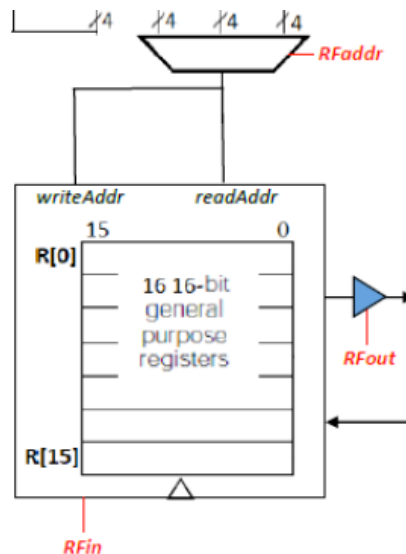 4 4 4 4
RFaddr
writeAddr readAddr
15 0
R[0]
16 16-bit
general
purpose
registers
RFout
R[15]
RFin